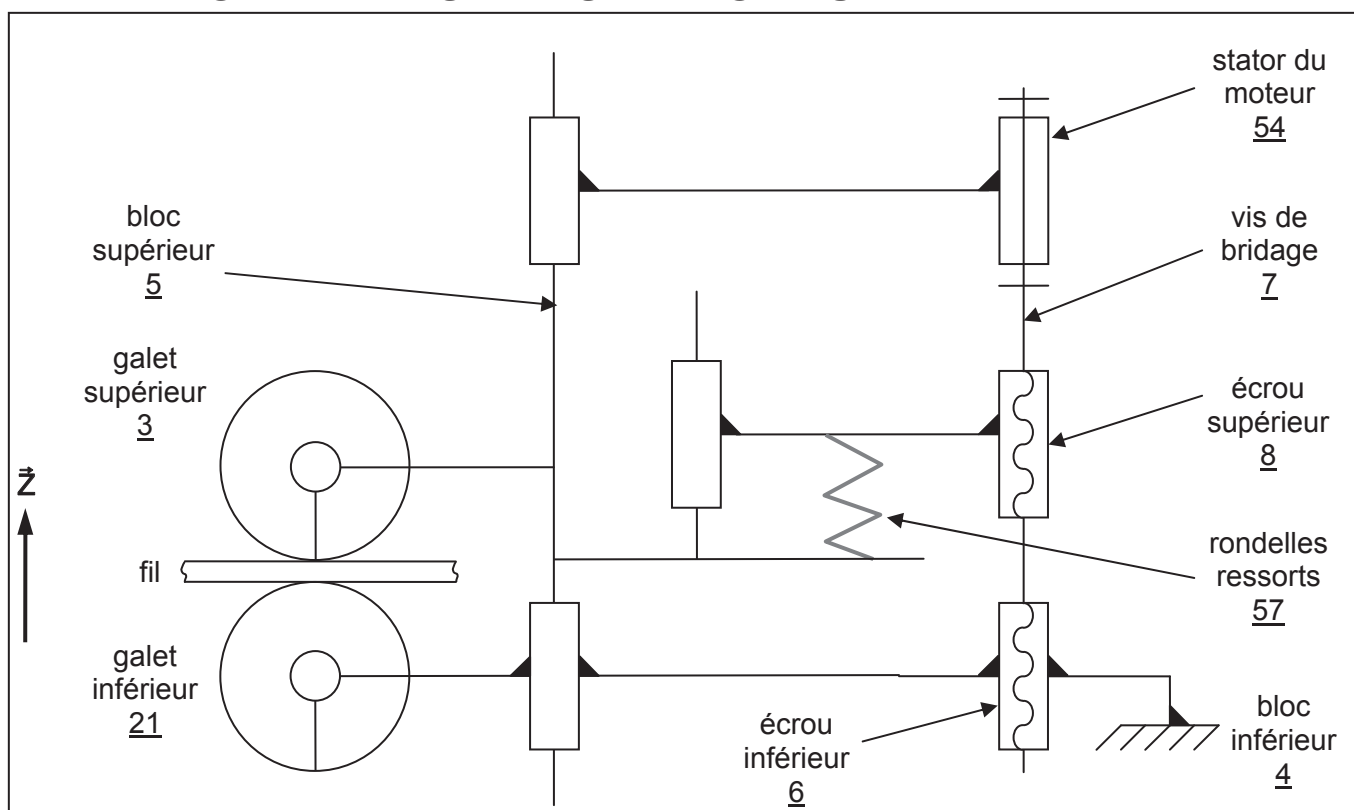 stator du
moteur
54
bloc
supérieur
5
vis de
bridage
7
galet
supérieur
3
écrou
supérieur
8
Z
fil
rondelles
ressorts
57
galet
inférieur
21
écrou
inférieur
6
bloc
inférieur
4